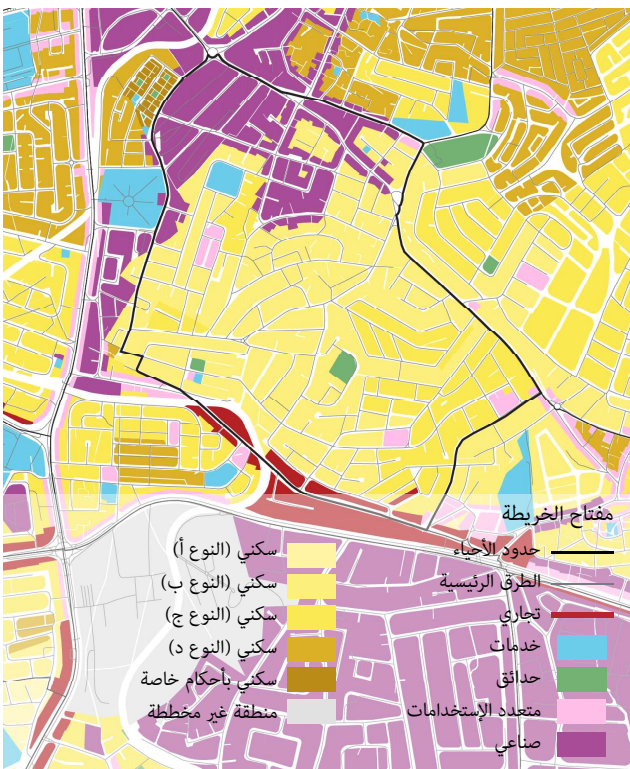 مفتاح الخريطة
حدود الأحياء
الطرق الرئيسية
تجاري
خدمات
حدائق
متعدد الإستخدامات
صناعي
سكني (النوع أ)
سكني (النوع ب)
سكني (النوع ج)
سكني (النوع د)
سكني بأحكام خاصة
منطقة غير مخططة